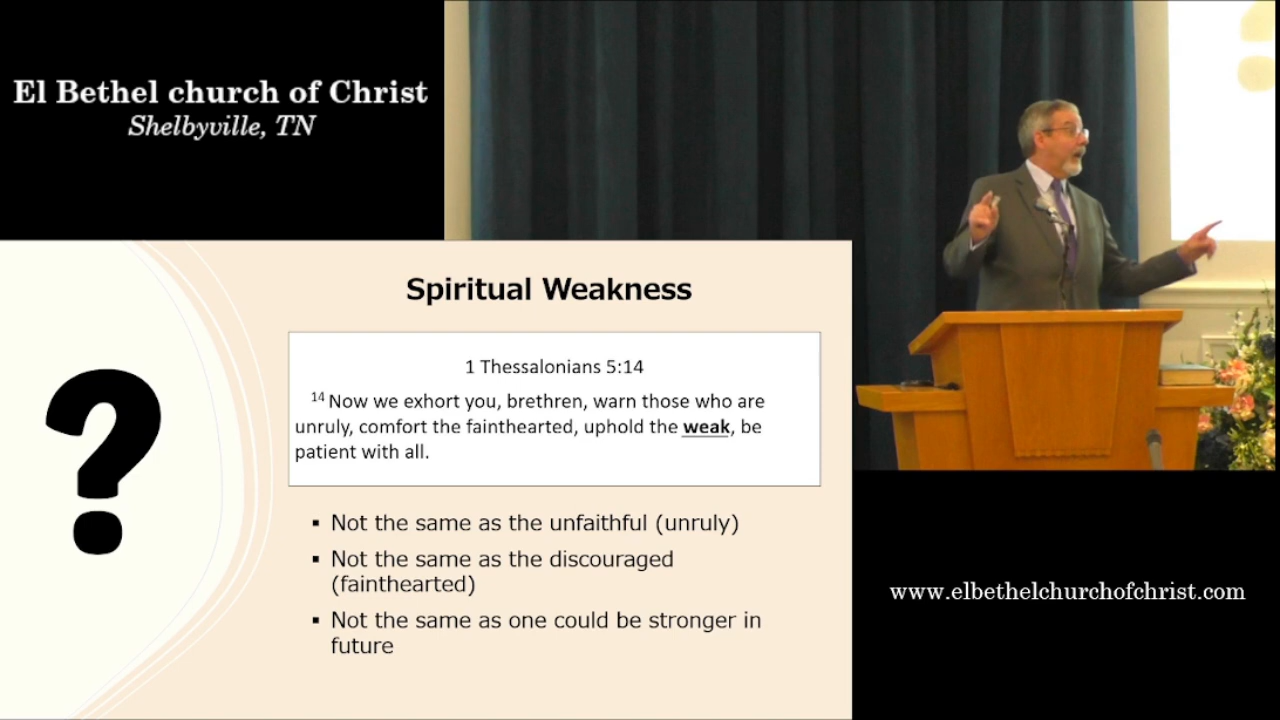 El Bethel church of Christ
Shelbyville, TN
Spiritual Weakness
1 Thessalonians 5:14
14 Now we exhort you, brethren, warn those who are
unruly, comfort the fainthearted, uphold the weak, be
patient with all.
▪ Not the same as the unfaithful (unruly)
▪ Not the same as the discouraged
(fainthearted)
▪ Not the same as one could be stronger in
future
?
www.elbethelchurchofchrist.com